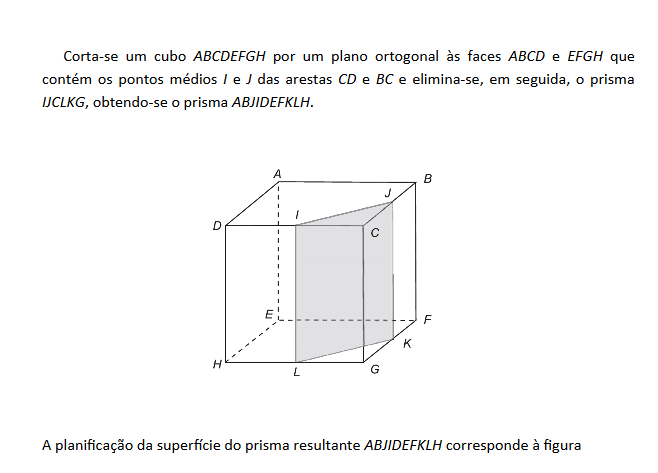 Corta-se um cubo ABCDEFGH por um plano ortogonal às faces ABCD e EFGH que
contém os pontos médios I e J das arestas CD e BC e elimina-se, em seguida, o prisma
IJCLKG, obtendo-se o prisma ABJIDEFKLH.
A
B
J
I
D
C
E
F
K
H
L
G
A planificação da superfície do prisma resultante ABJIDEFKLH corresponde à figura